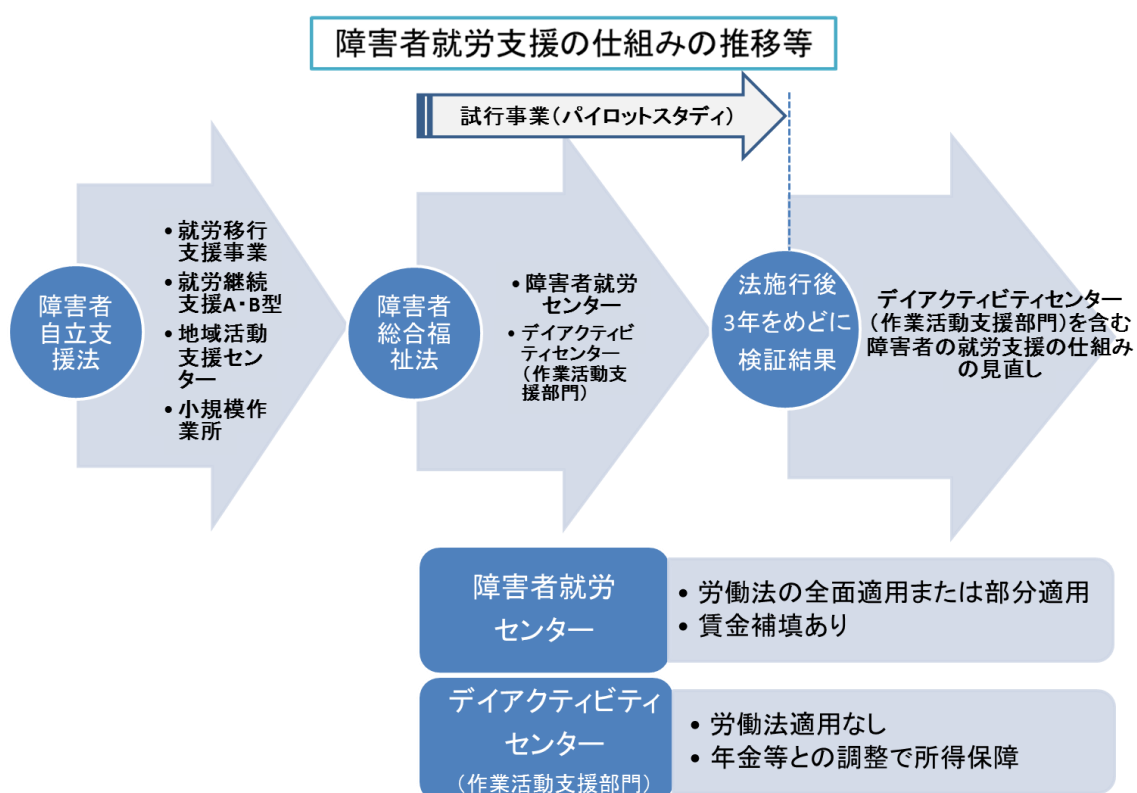 障害者就労支援の仕組みの推移等
試行事業(パイロットスタディ)
障害者
自立支
援法
• 就労移行
支援事業
• 就労継続
支援A・B型
• 地域活動
支援セン
ター
• 小規模作
業所
障害者
総合福
祉法
• 障害者就労
センター
• デイアクティビ
ティセンター
(作業活動支
援部門)
法施行後
3年をめどに
検証結果
デイアクティビティセンター
(作業活動支援部門)を含む
障害者の就労支援の仕組み
の見直し
障害者就労
センター
• 労働法の全面適用または部分適用
• 賃金補填あり
デイアクティビティ
センター
(作業活動支援部門)
• 労働法適用なし
• 年金等との調整で所得保障